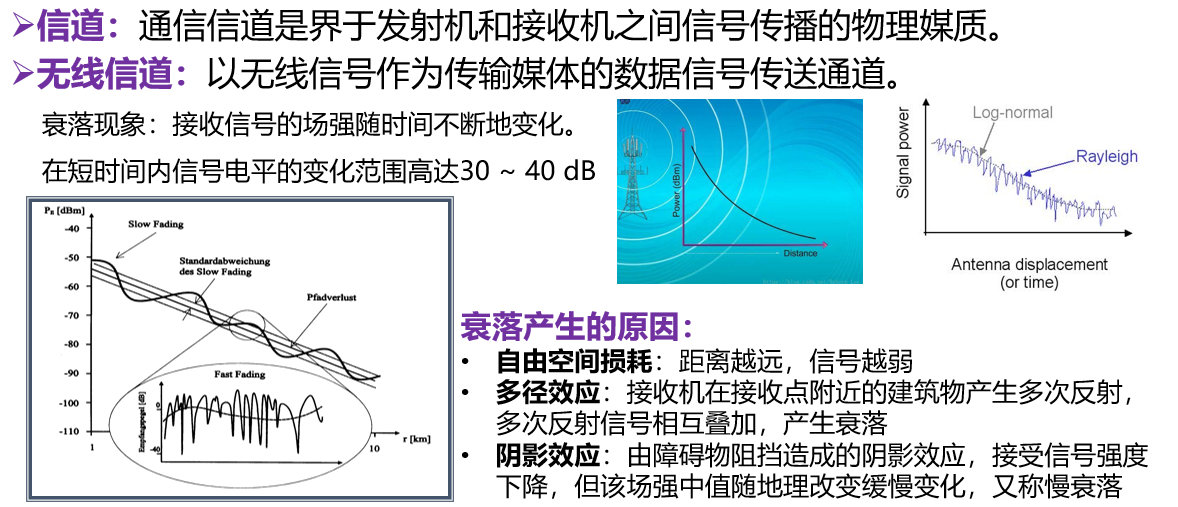 ➢信道：通信信道是界于发射机和接收机之间信号传播的物理媒质。
➢无线信道：以无线信号作为传输媒体的数据信号传送通道。
衰落现象：接收信号的场强随时间不断地变化。
在短时间内信号电平的变化范围高达30 ~ 40 dB
Power (dBm)
Distance
Signal power
Log-normal
Rayleigh
Antenna displacement
(or time)
P_E [dBm]
-40
-50
-60
-70
-80
-90
-100
-110
Slow Fading
Standardabweichung
des Slow Fading
Pfadverlust
Fast Fading
Empfangspegel [dB]
0
-40
1
10
r [km]
衰落产生的原因：
• 自由空间损耗：距离越远，信号越弱
• 多径效应：接收机在接收点附近的建筑物产生多次反射，
多次反射信号相互叠加，产生衰落
• 阴影效应：由障碍物阻挡造成的阴影效应，接受信号强度
下降，但该场强中值随地理改变缓慢变化，又称慢衰落